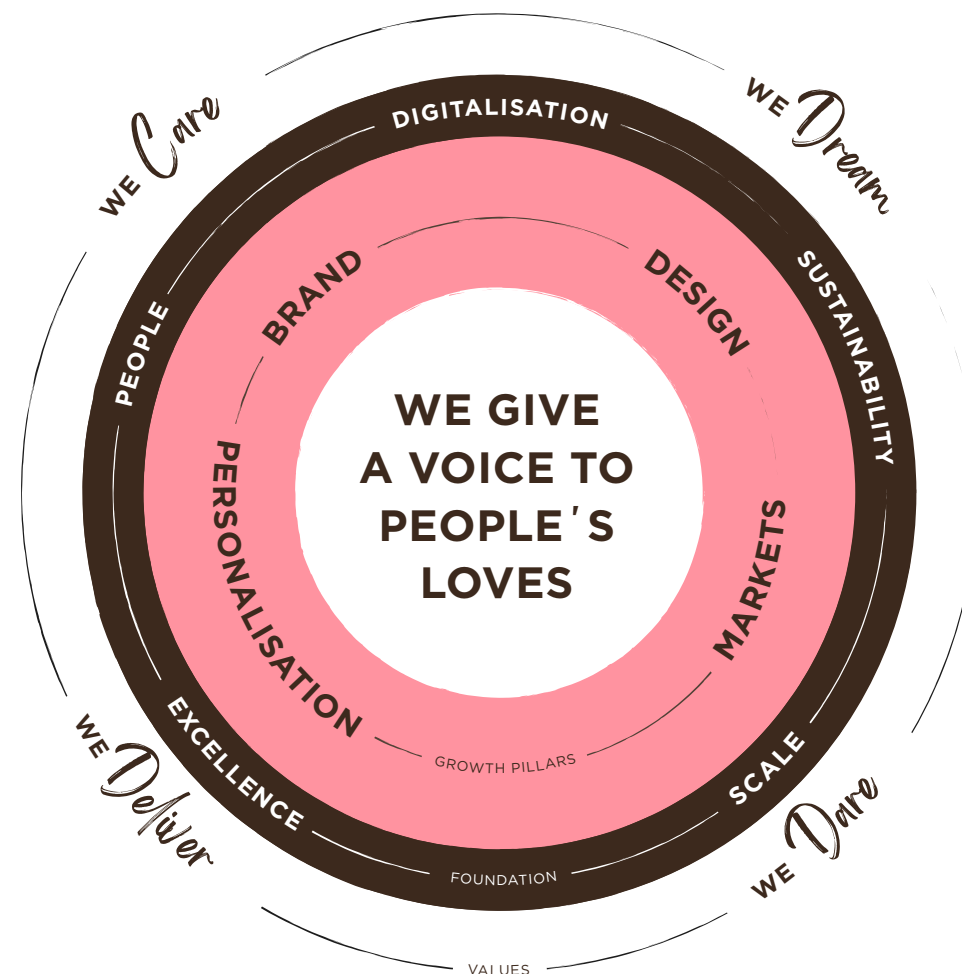 WE Care
WE Dream
DIGITALISATION
PEOPLE
SUSTAINABILITY
BRAND
DESIGN
WE GIVE
A VOICE TO
PEOPLE'S
LOVES
PERSONALISATION
MARKETS
GROWTH PILLARS
EXCELLENCE
SCALE
FOUNDATION
WE Deliver
WE Dare
VALUES